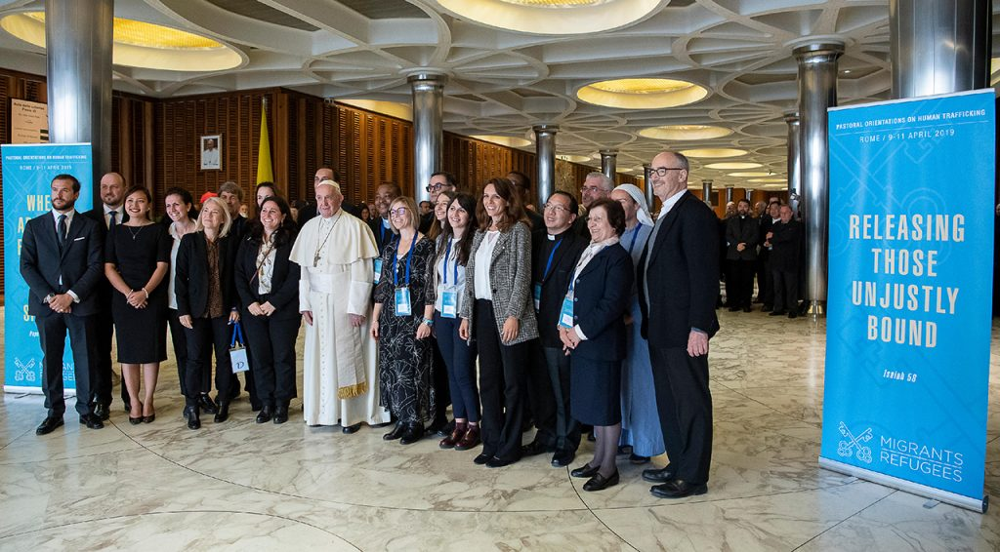 PASTORAL ORIENTATIONS ON HUMAN TRAFFICKING
ROME / 9-11 APRIL 2019
PASTORAL ORIENTATIONS ON HUMAN TRAFFICKING
ROME / 9-11 APRIL 2019
RELEASING
THOSE
UNJUSTLY
BOUND
Isaiah 58
MIGRANTS
REFUGEES